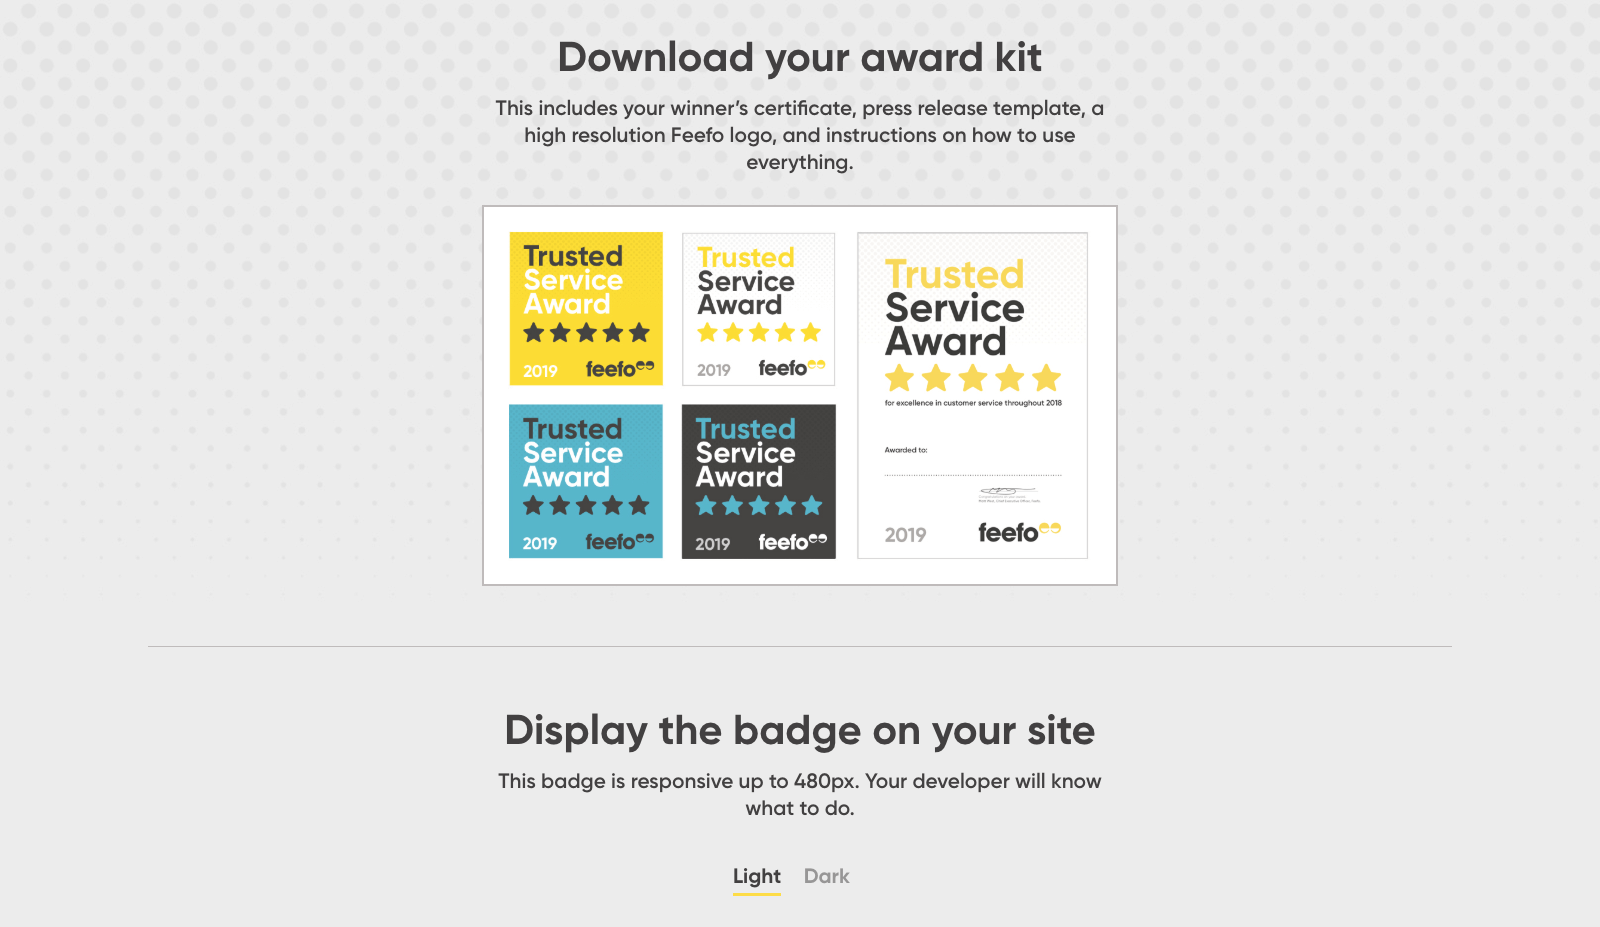 Download your award kit
This includes your winner’s certificate, press release template, a
high resolution Feefo logo, and instructions on how to use
everything.
Trusted
Service
Award
2019 feefo
Trusted
Service
Award
2019 feefo
Trusted
Service
Award
for excellence in customer service throughout 2018
Awarded to:
2019 feefo
Trusted
Service
Award
2019 feefo
Trusted
Service
Award
2019 feefo
Display the badge on your site
This badge is responsive up to 480px. Your developer will know
what to do.
Light Dark